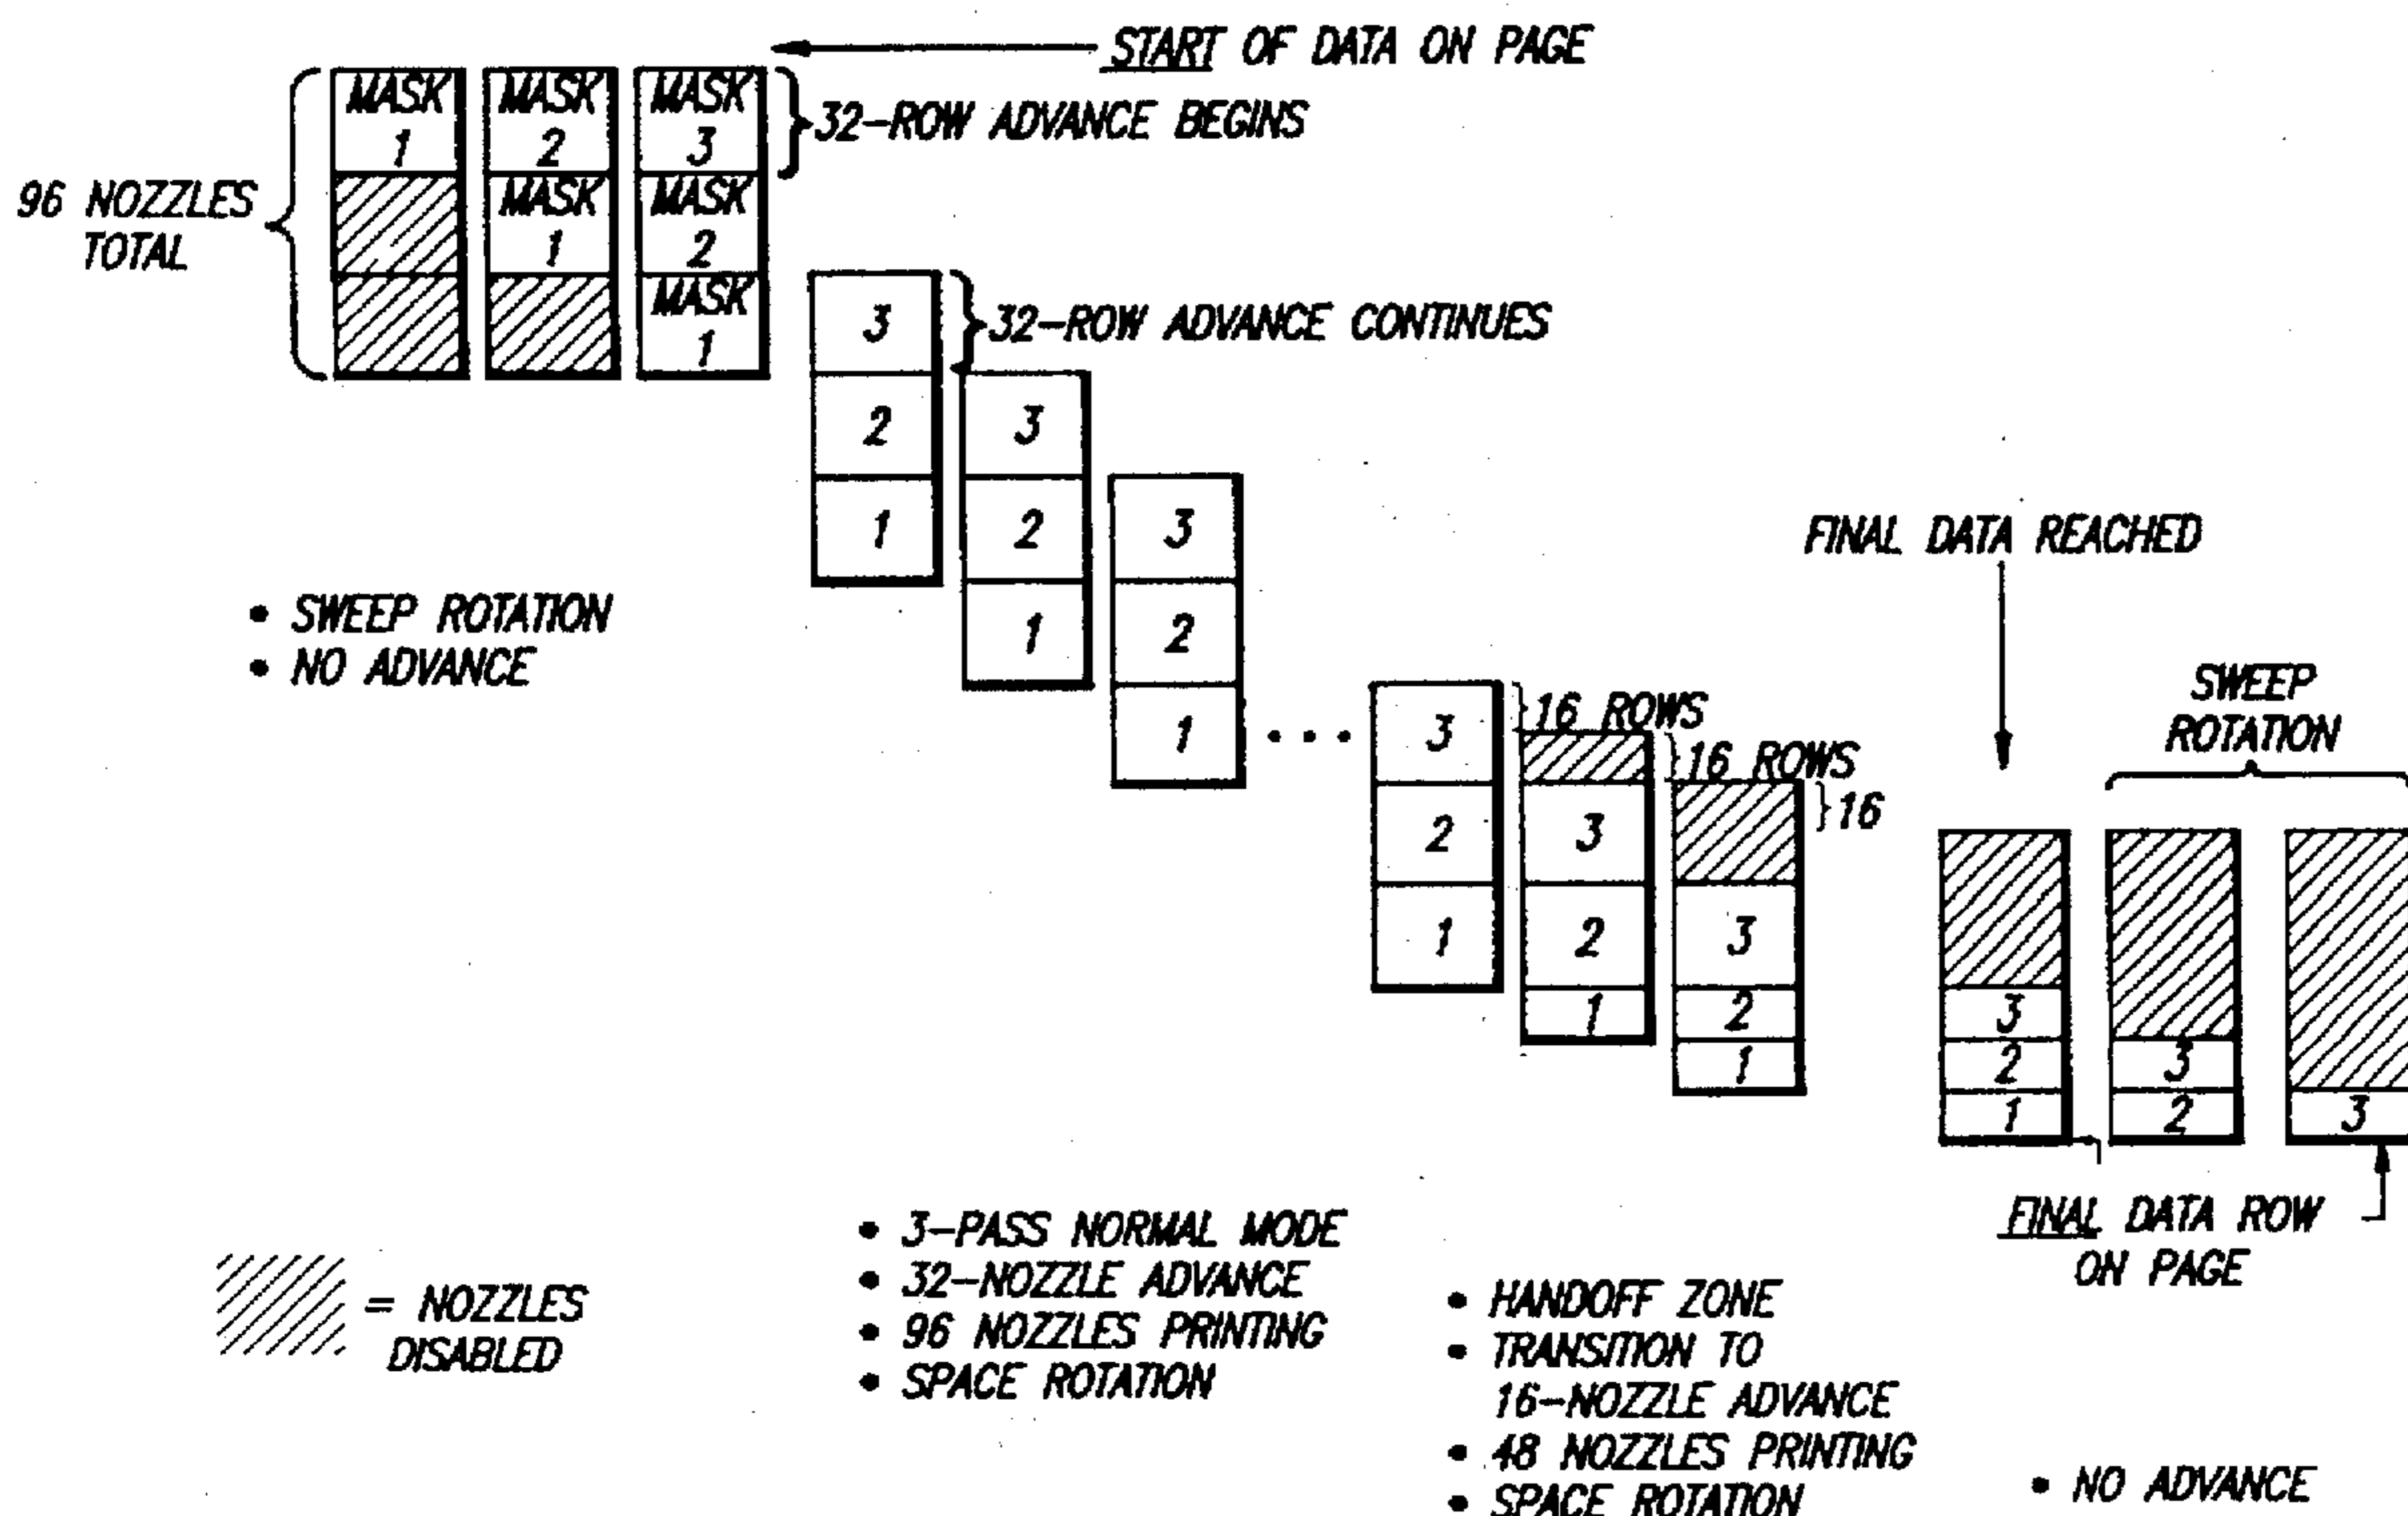 START OF DATA ON PAGE
MASK 1
MASK 2
MASK 3
32-ROW ADVANCE BEGINS
96 NOZZLES
TOTAL
MASK 1
MASK 2
MASK 1
3
2
1
32-ROW ADVANCE CONTINUES
3
2
1
3
2
1
• SWEEP ROTATION
• NO ADVANCE
...
3
2
1
16 ROWS
3
2
1
16 ROWS
16
3
2
1
FINAL DATA REACHED
3
2
1
SWEEP
ROTATION
3
2
3
FINAL DATA ROW
ON PAGE
= NOZZLES
DISABLED
• 3-PASS NORMAL MODE
• 32-NOZZLE ADVANCE
• 96 NOZZLES PRINTING
• SPACE ROTATION
• HANDOFF ZONE
• TRANSITION TO
16-NOZZLE ADVANCE
• 48 NOZZLES PRINTING
• SPACE ROTATION
• NO ADVANCE